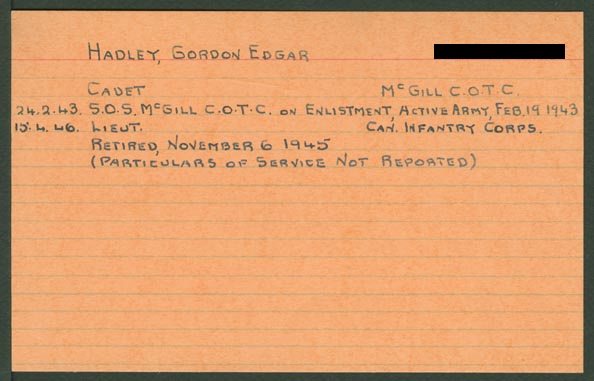 HADLEY, GORDON EDGAR
CADET McGILL C.O.T.C.
24.2.43. S.O.S. McGILL C.O.T.C. ON ENLISTMENT, ACTIVE ARMY, FEB. 19 1943
15.4.46. LIEUT. CAN. INFANTRY CORPS.
RETIRED, NOVEMBER 6 1945
(PARTICULARS OF SERVICE NOT REPORTED)